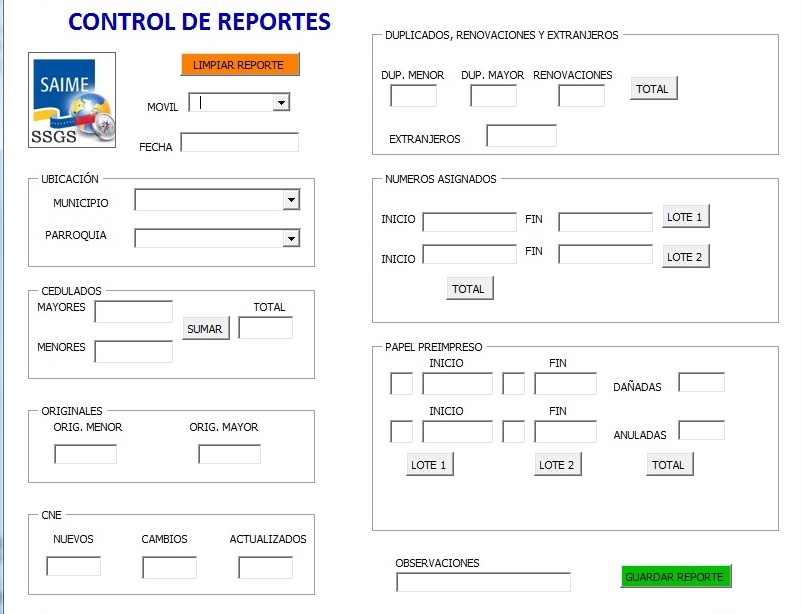 CONTROL DE REPORTES
SAIME
SSGS
LIMPIAR REPORTE
MOVIL
FECHA
UBICACIÓN
MUNICIPIO
PARROQUIA
CEDULADOS
MAYORES
SUMAR
TOTAL
MENORES
ORIGINALES
ORIG. MENOR ORIG. MAYOR
CNE
NUEVOS CAMBIOS ACTUALIZADOS
DUPLICADOS, RENOVACIONES Y EXTRANJEROS
DUP. MENOR DUP. MAYOR RENOVACIONES
TOTAL
EXTRANJEROS
NUMEROS ASIGNADOS
INICIO FIN LOTE 1
INICIO FIN LOTE 2
TOTAL
PAPEL PREIMPRESO
INICIO FIN
DAÑADAS
INICIO FIN
ANULADAS
LOTE 1 LOTE 2 TOTAL
OBSERVACIONES
GUARDAR REPORTE